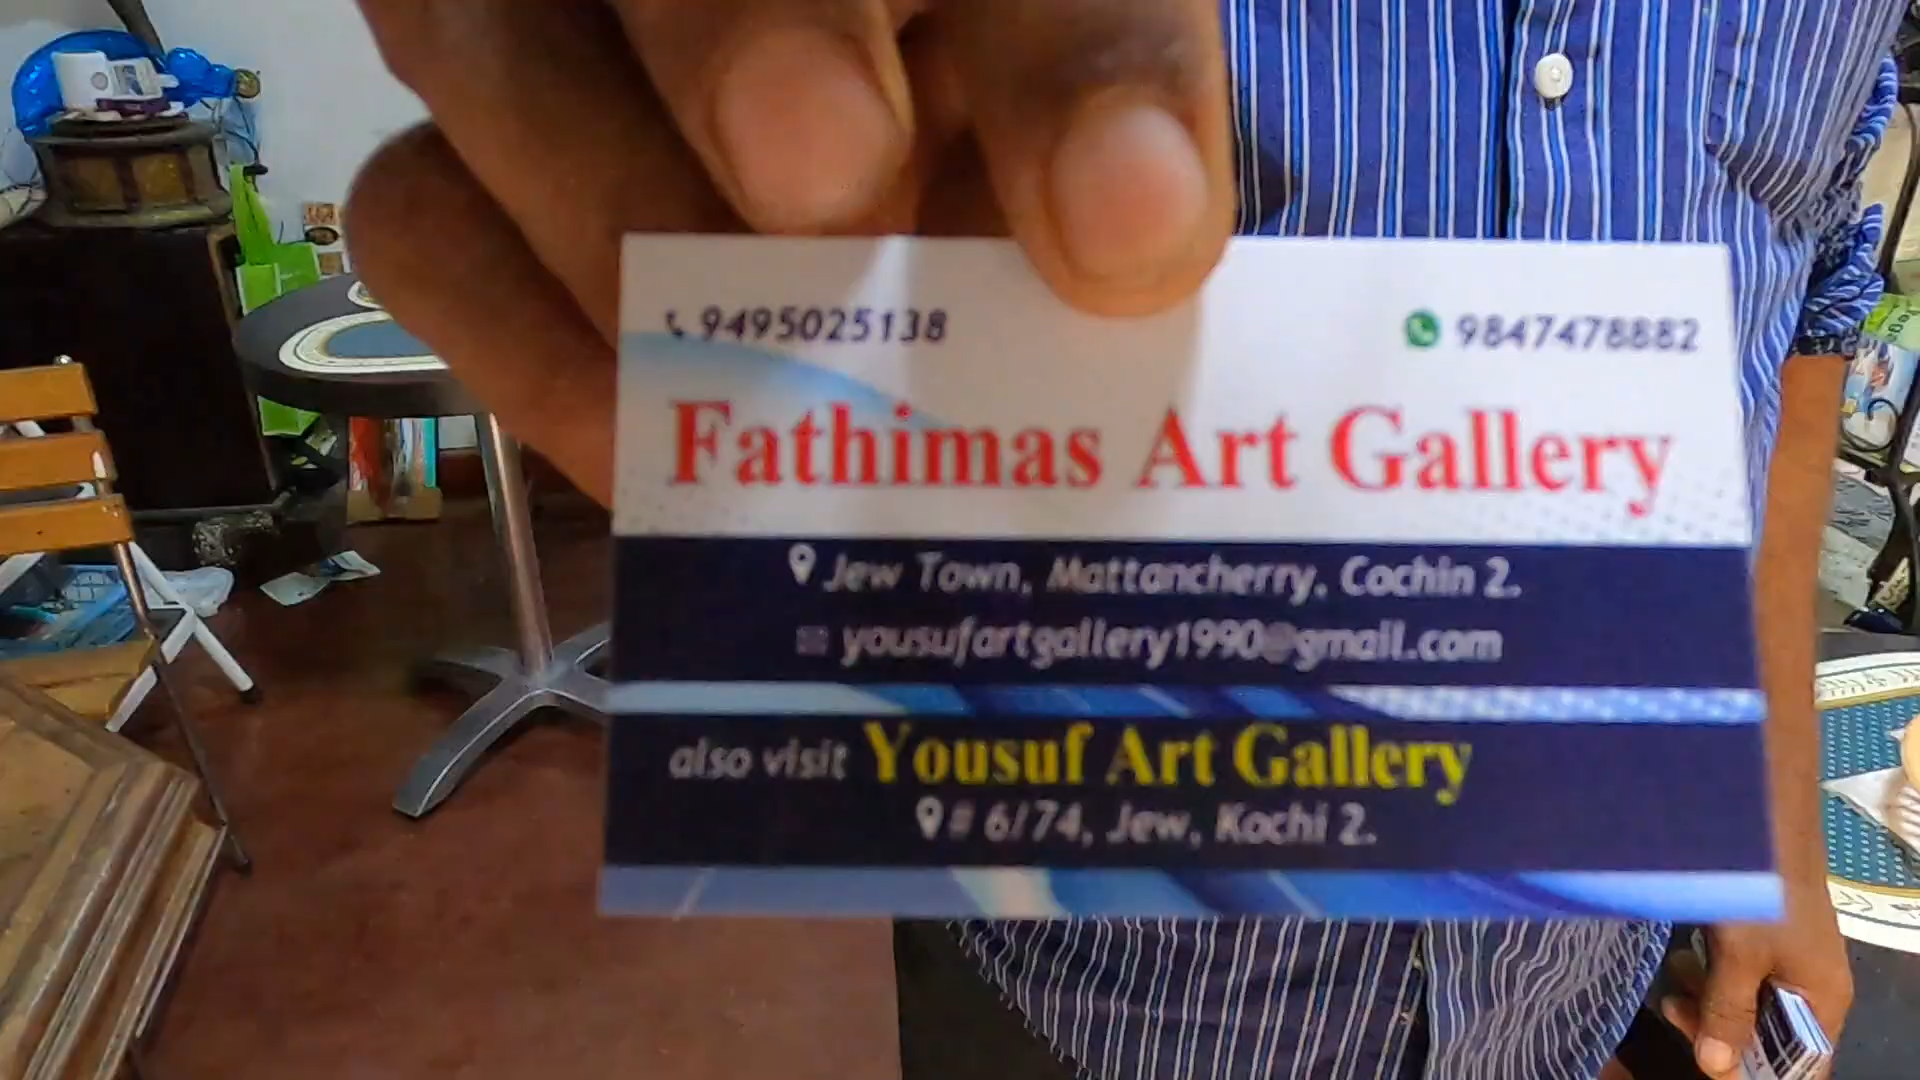 9495025138 9847478882
Fathimas Art Gallery
Jew Town, Mattancherry, Cochin 2.
yousufartgallery1990@gmail.com
also visit Yousuf Art Gallery
# 6/74, Jew, Kochi 2.